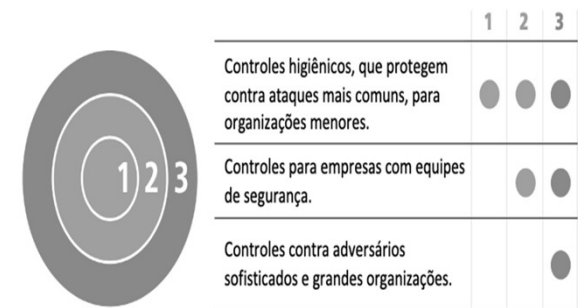 1 2 3
Controles higiênicos, que protegem
contra ataques mais comuns, para
organizações menores.
1 2 3
Controles para empresas com equipes
de segurança.
Controles contra adversários
sofisticados e grandes organizações.